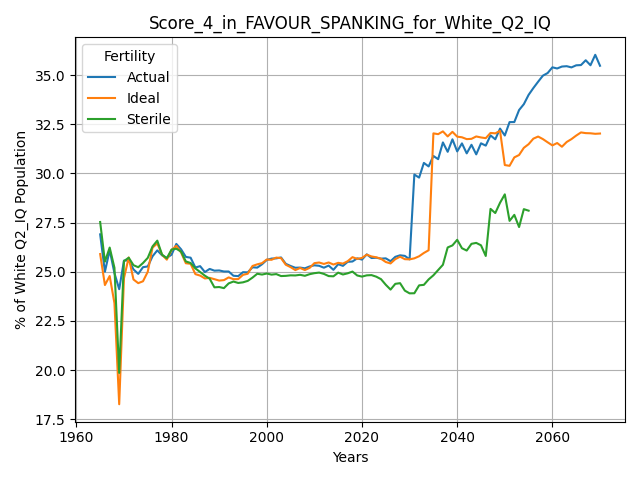 Score_4_in_FAVOUR_SPANKING_for_White_Q2_IQ
Fertility
Actual
Ideal
Sterile
% of White Q2_IQ Population
35.0
32.5
30.0
27.5
25.0
22.5
20.0
17.5
1960
1980
2000
2020
2040
2060
Years